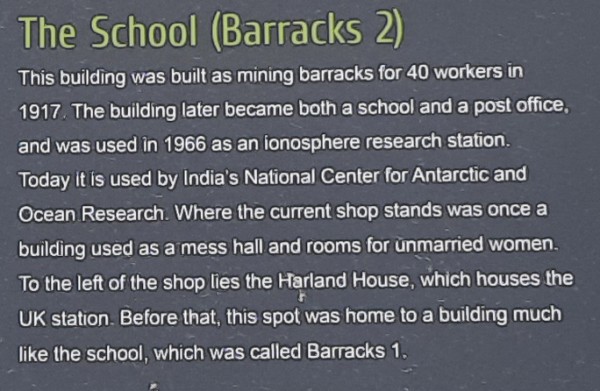 The School (Barracks 2)
This building was built as mining barracks for 40 workers in
1917. The building later became both a school and a post office,
and was used in 1966 as an ionosphere research station.
Today it is used by India's National Center for Antarctic and
Ocean Research. Where the current shop stands was once a
building used as a mess hall and rooms for unmarried women.
To the left of the shop lies the Harland House, which houses the
UK station. Before that, this spot was home to a building much
like the school, which was called Barracks 1.